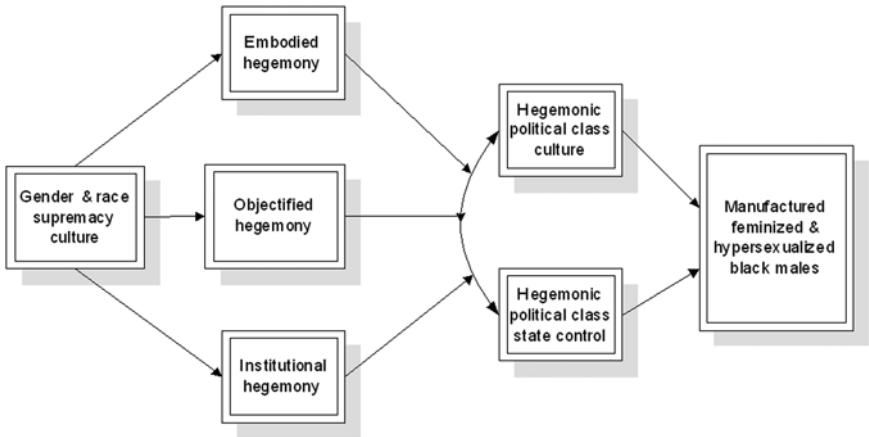 Embodied
hegemony
Gender & race
supremacy
culture
Objectified
hegemony
Institutional
hegemony
Hegemonic
political class
culture
Hegemonic
political class
state control
Manufactured
feminized &
hypersexualized
black males